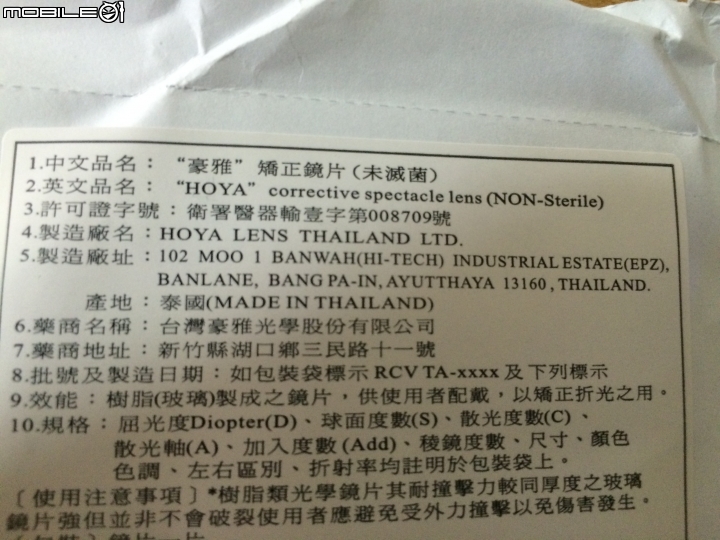 MOBILE01
1.中文品名：“豪雅”矯正鏡片(未滅菌)
2.英文品名：“HOYA” corrective spectacle lens (NON-Sterile)
3.許可證字號：衛署醫器輸壹字第008709號
4.製造廠名：HOYA LENS THAILAND LTD.
5.製造廠址：102 MOO 1 BANWAH(HI-TECH) INDUSTRIAL ESTATE(EPZ),
BANLANE, BANG PA-IN, AYUTTHAYA 13160 , THAILAND.
產地：泰國(MADE IN THAILAND)
6.藥商名稱：台灣豪雅光學股份有限公司
7.藥商地址：新竹縣湖口鄉三民路十一號
8.批號及製造日期：如包裝袋標示 RCV TA-xxxx 及下列標示
9.效能：樹脂(玻璃)製成之鏡片，供使用者配戴，以矯正折光之用。
10.規格：屈光度Diopter(D)、球面度數(S)、散光度數(C)、
散光軸(A)、加入度數 (Add)、稜鏡度數、尺寸、顏色
色調、左右區別、折射率均註明於包裝袋上。
〔使用注意事項〕*樹脂類光學鏡片其耐撞擊力較同厚度之玻璃
鏡片強但並非不會破裂使用者應避免受外力撞擊以免傷害發生。